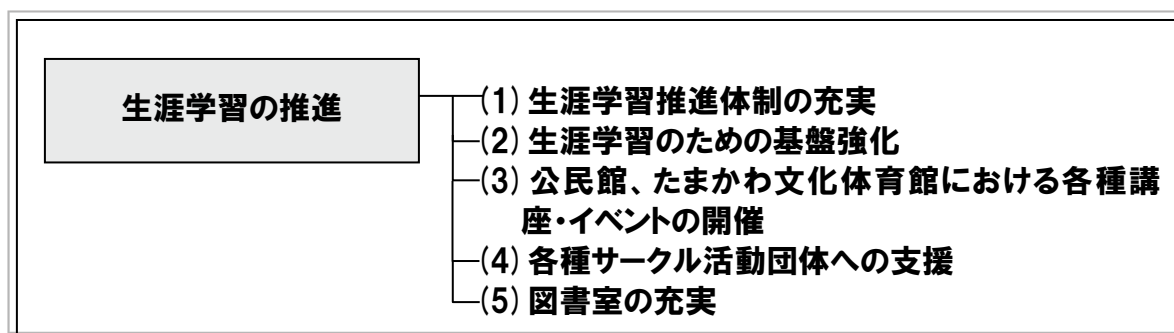 生涯学習の推進
(1) 生涯学習推進体制の充実
(2) 生涯学習のための基盤強化
(3) 公民館、たまかわ文化体育館における各種講
座・イベントの開催
(4) 各種サークル活動団体への支援
(5) 図書室の充実